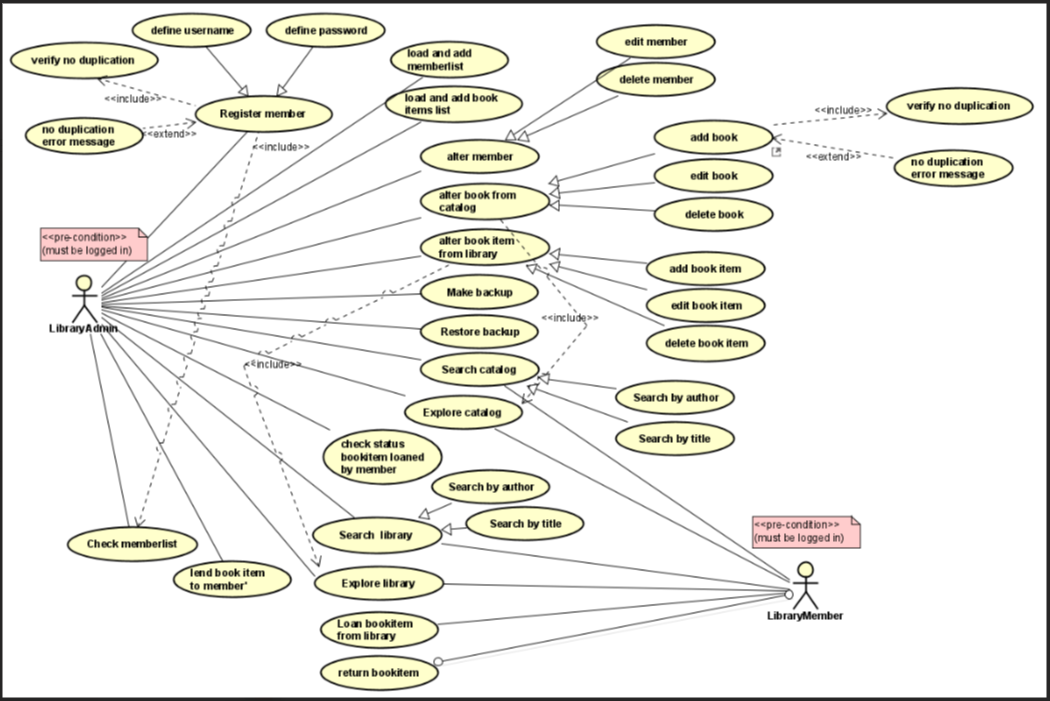 define username
define password
verify no duplication
<<include>>
Register member
no duplication
error message
<<extend>>
<<include>>
load and add
memberlist
load and add book
items list
edit member
delete member
alter member
add book
<<include>>
verify no duplication
<<extend>>
no duplication
error message
edit book
delete book
alter book from
catalog
alter book item
from library
add book item
edit book item
delete book item
<<include>>
Make backup
Restore backup
Search catalog
Explore catalog
Search by author
Search by title
<<pre-condition>>
(must be logged in)
LibraryAdmin
<<include>>
check status
bookitem loaned
by member
Search by author
Search by title
Search library
Check memberlist
lend book item
to member*
Explore library
Loan bookitem
from library
return bookitem
<<pre-condition>>
(must be logged in)
LibraryMember